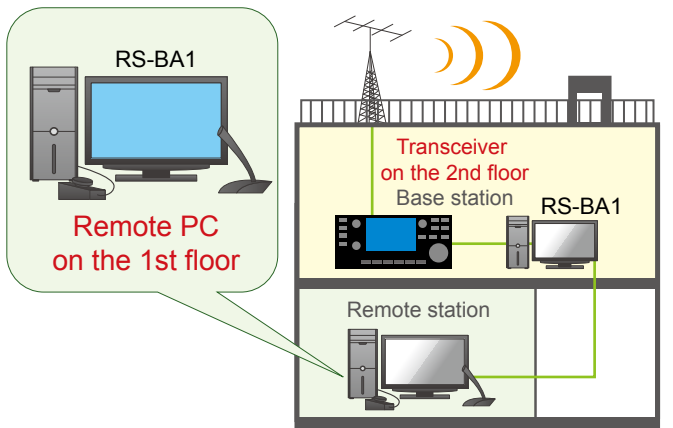 RS-BA1
Remote PC
on the 1st floor
Transceiver
on the 2nd floor
Base station
RS-BA1
Remote station